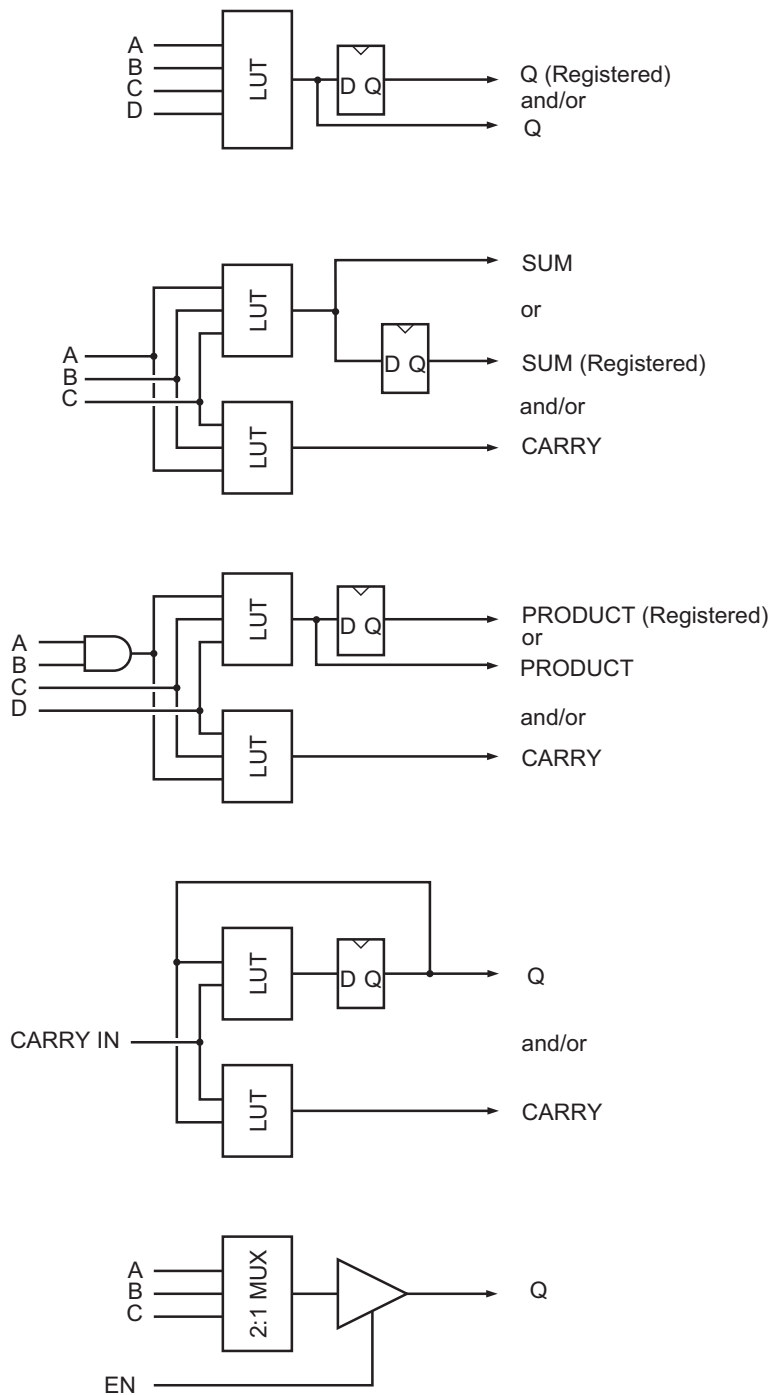 A
B
C
D
LUT
D Q
Q (Registered)
and/or
Q
A
B
C
LUT
LUT
D Q
SUM
or
SUM (Registered)
and/or
CARRY
A
B
C
D
LUT
LUT
D Q
PRODUCT (Registered)
or
PRODUCT
and/or
CARRY
CARRY IN
LUT
LUT
D Q
Q
and/or
CARRY
A
B
C
2:1 MUX
Q
EN